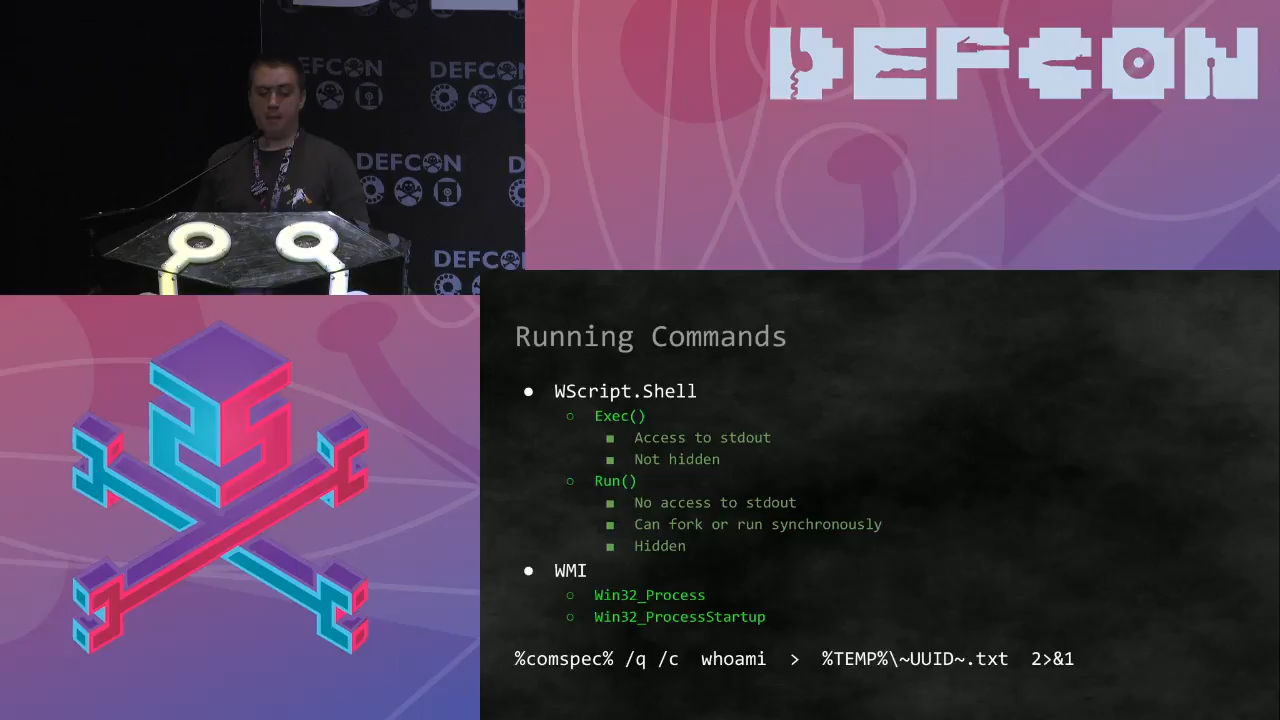 DEFCON
DEFCON
DEFCON
DEFCON
D
DEFCON
Running Commands
● WScript.Shell
○ Exec()
■ Access to stdout
■ Not hidden
○ Run()
■ No access to stdout
■ Can fork or run synchronously
■ Hidden
● WMI
○ Win32_Process
○ Win32_ProcessStartup
%comspec% /q /c whoami > %TEMP%\~UUID~.txt 2>&1